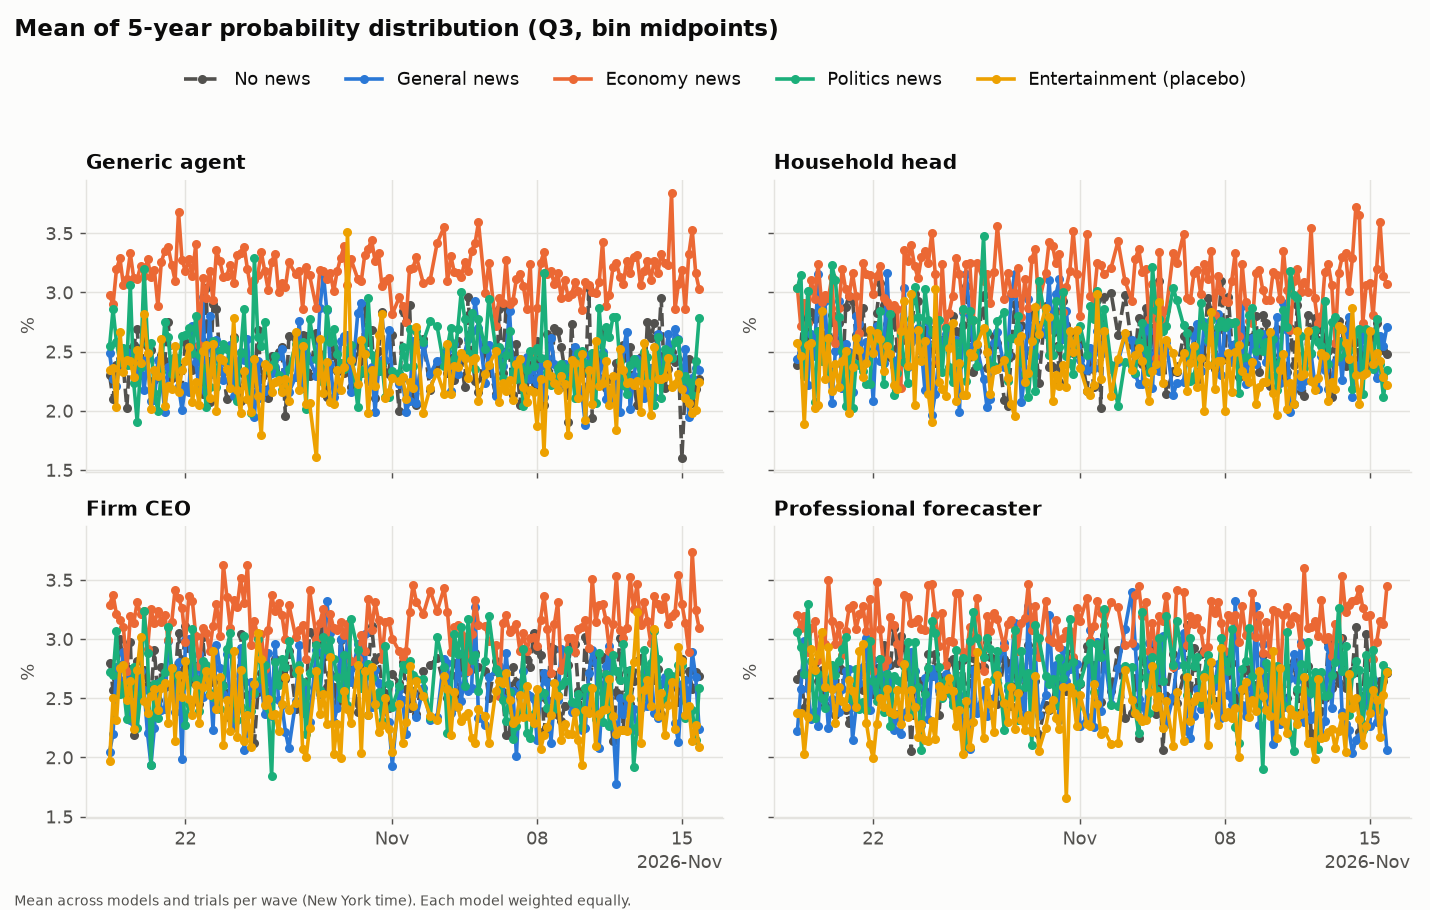 Mean of 5-year probability distribution (Q3, bin midpoints)
No news General news Economy news Politics news Entertainment (placebo)
Generic agent
Household head
%
3.5
3.0
2.5
2.0
1.5
%
Firm CEO
Professional forecaster
%
3.5
3.0
2.5
2.0
1.5
%
22 Nov 08 15
2026-Nov
22 Nov 08 15
2026-Nov
Mean across models and trials per wave (New York time). Each model weighted equally.